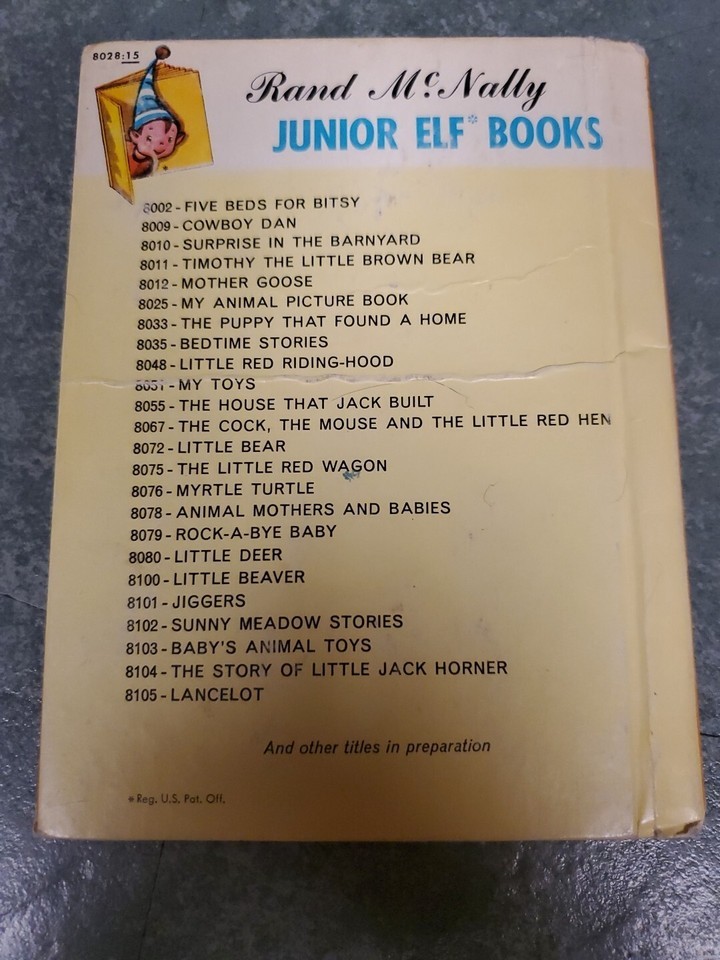 8028:15
Rand McNally
JUNIOR ELF* BOOKS
8002 - FIVE BEDS FOR BITSY
8009 - COWBOY DAN
8010 - SURPRISE IN THE BARNYARD
8011 - TIMOTHY THE LITTLE BROWN BEAR
8012 - MOTHER GOOSE
8025 - MY ANIMAL PICTURE BOOK
8033 - THE PUPPY THAT FOUND A HOME
8035 - BEDTIME STORIES
8048 - LITTLE RED RIDING-HOOD
8051 - MY TOYS
8055 - THE HOUSE THAT JACK BUILT
8067 - THE COCK, THE MOUSE AND THE LITTLE RED HEN
8072 - LITTLE BEAR
8075 - THE LITTLE RED WAGON
8076 - MYRTLE TURTLE
8078 - ANIMAL MOTHERS AND BABIES
8079 - ROCK-A-BYE BABY
8080 - LITTLE DEER
8100 - LITTLE BEAVER
8101 - JIGGERS
8102 - SUNNY MEADOW STORIES
8103 - BABY'S ANIMAL TOYS
8104 - THE STORY OF LITTLE JACK HORNER
8105 - LANCELOT
And other titles in preparation
*Reg. U.S. Pat. Off.